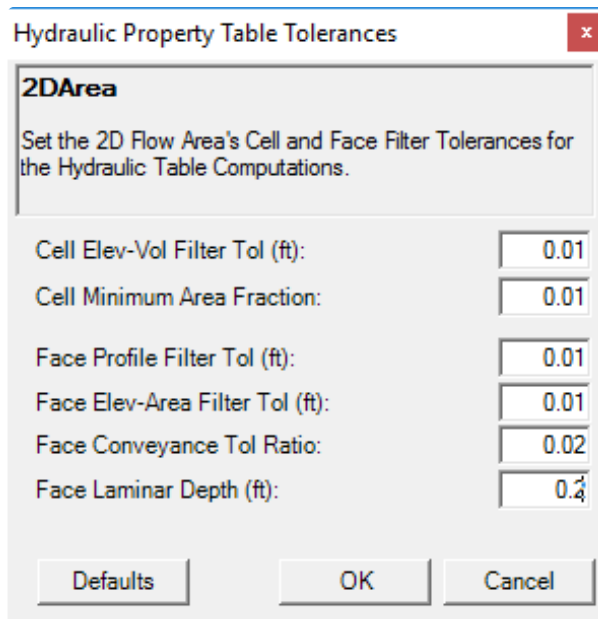 Hydraulic Property Table Tolerances x
2DArea
Set the 2D Flow Area's Cell and Face Filter Tolerances for
the Hydraulic Table Computations.
Cell Elev-Vol Filter Tol (ft): 0.01
Cell Minimum Area Fraction: 0.01
Face Profile Filter Tol (ft): 0.01
Face Elev-Area Filter Tol (ft): 0.01
Face Conveyance Tol Ratio: 0.02
Face Laminar Depth (ft): 0.2
Defaults OK Cancel